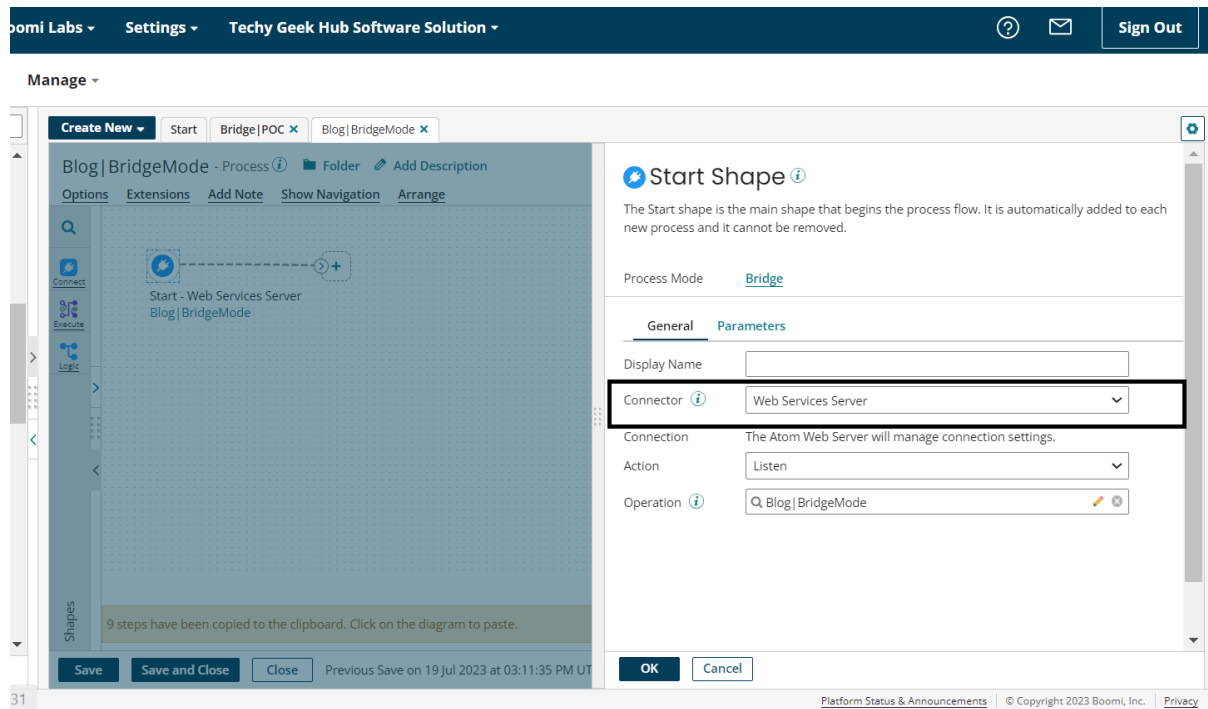 oomi Labs Settings Techy Geek Hub Software Solution Sign Out
Manage
Create New Start Bridge|POC Blog|BridgeMode
Blog|BridgeMode - Process Folder Add Description
Options Extensions Add Note Show Navigation Arrange
Connect
Execute
Logic
Start - Web Services Server
Blog|BridgeMode
Shapes
9 steps have been copied to the clipboard. Click on the diagram to paste.
Save Save and Close Close Previous Save on 19 Jul 2023 at 03:11:35 PM UT
Start Shape
The Start shape is the main shape that begins the process flow. It is automatically added to each
new process and it cannot be removed.
Process Mode Bridge
General Parameters
Display Name
Connector Web Services Server
Connection The Atom Web Server will manage connection settings.
Action Listen
Operation Blog|BridgeMode
OK Cancel
31 Platform Status & Announcements © Copyright 2023 Boomi, Inc. Privacy